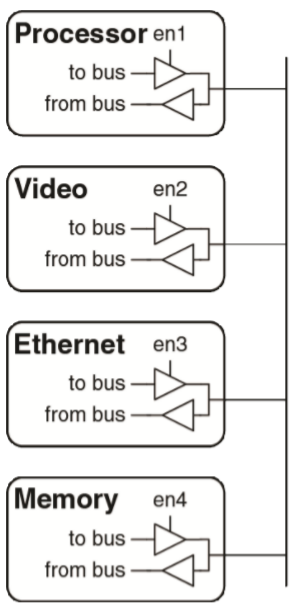 Processor en1
to bus
from bus
Video en2
to bus
from bus
Ethernet en3
to bus
from bus
Memory en4
to bus
from bus